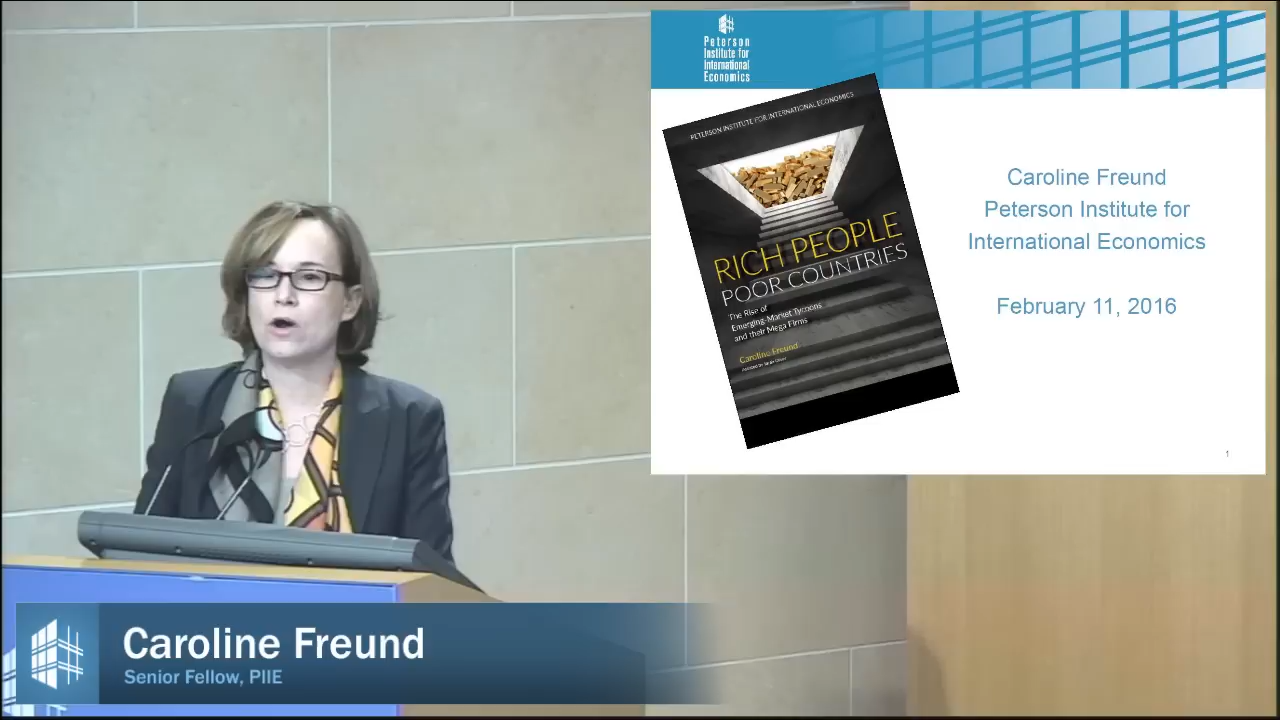 Peterson
Institute for
International
Economics
PETERSON INSTITUTE FOR INTERNATIONAL ECONOMICS
RICH PEOPLE
POOR COUNTRIES
The Rise of
Emerging-Market Tycoons
and their Mega Firms
Caroline Freund
Caroline Freund
Peterson Institute for
International Economics
February 11, 2016
1
Caroline Freund
Senior Fellow, PIIE